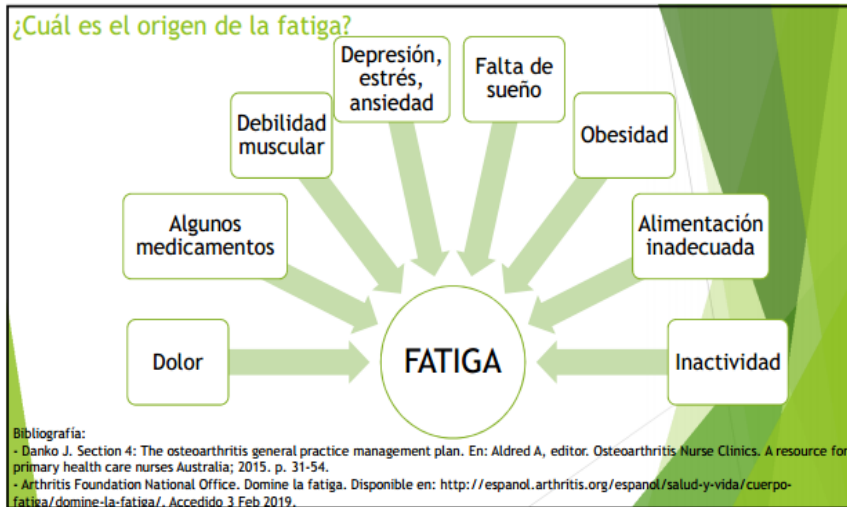 ¿Cuál es el origen de la fatiga?
Depresión,
estrés,
ansiedad
Falta de
sueño
Debilidad
muscular
Obesidad
Algunos
medicamentos
Alimentación
inadecuada
Dolor
FATIGA
Inactividad
Bibliografía:
- Danko J. Section 4: The osteoarthritis general practice management plan. En: Aldred A, editor. Osteoarthritis Nurse Clinics. A resource for
primary health care nurses Australia; 2015. p. 31-54.
- Arthritis Foundation National Office. Domine la fatiga. Disponible en: http://espanol.arthritis.org/espanol/salud-y-vida/cuerpo-
fatiga/domine-la-fatiga/. Accedido 3 Feb 2019.